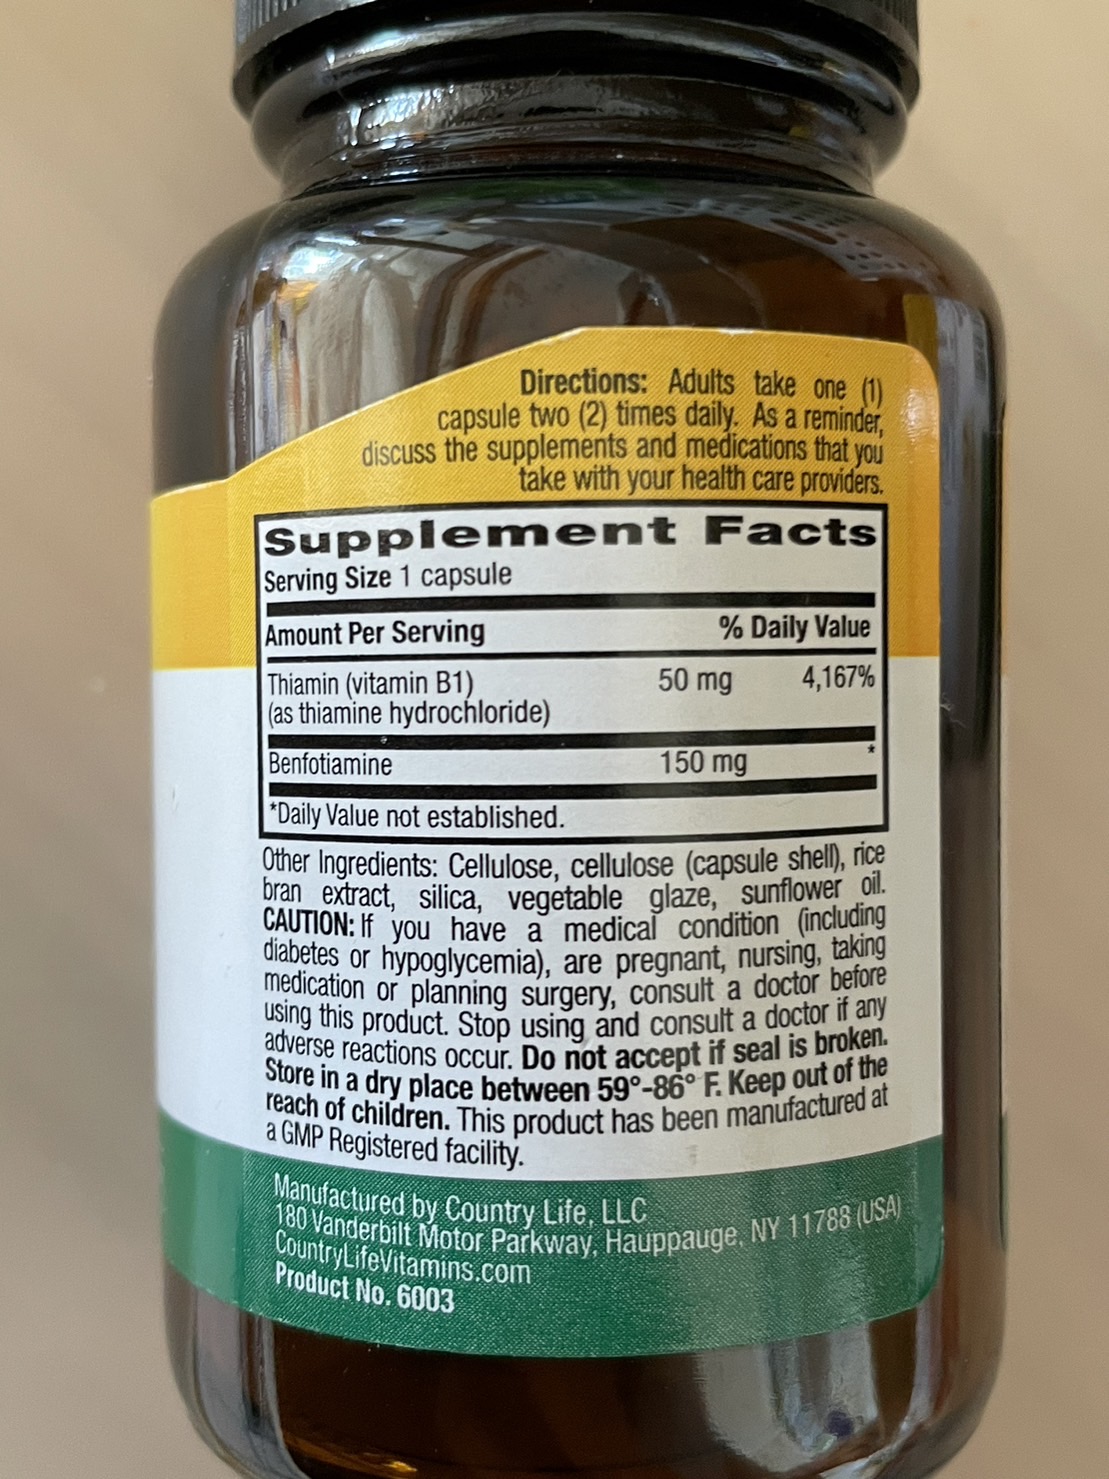 Directions: Adults take one (1)
capsule two (2) times daily. As a reminder,
discuss the supplements and medications that you
take with your health care providers.
Supplement Facts
Serving Size 1 capsule
Amount Per Serving % Daily Value
Thiamin (vitamin B1) 50 mg 4,167%
(as thiamine hydrochloride)
Benfotiamine 150 mg *
*Daily Value not established.
Other Ingredients: Cellulose, cellulose (capsule shell), rice
bran extract, silica, vegetable glaze, sunflower oil.
CAUTION: If you have a medical condition (including
diabetes or hypoglycemia), are pregnant, nursing, taking
medication or planning surgery, consult a doctor before
using this product. Stop using and consult a doctor if any
adverse reactions occur. Do not accept if seal is broken.
Store in a dry place between 59°-86° F. Keep out of the
reach of children. This product has been manufactured at
a GMP Registered facility.
Manufactured by Country Life, LLC
180 Vanderbilt Motor Parkway, Hauppauge, NY 11788 (USA)
CountryLifeVitamins.com
Product No. 6003